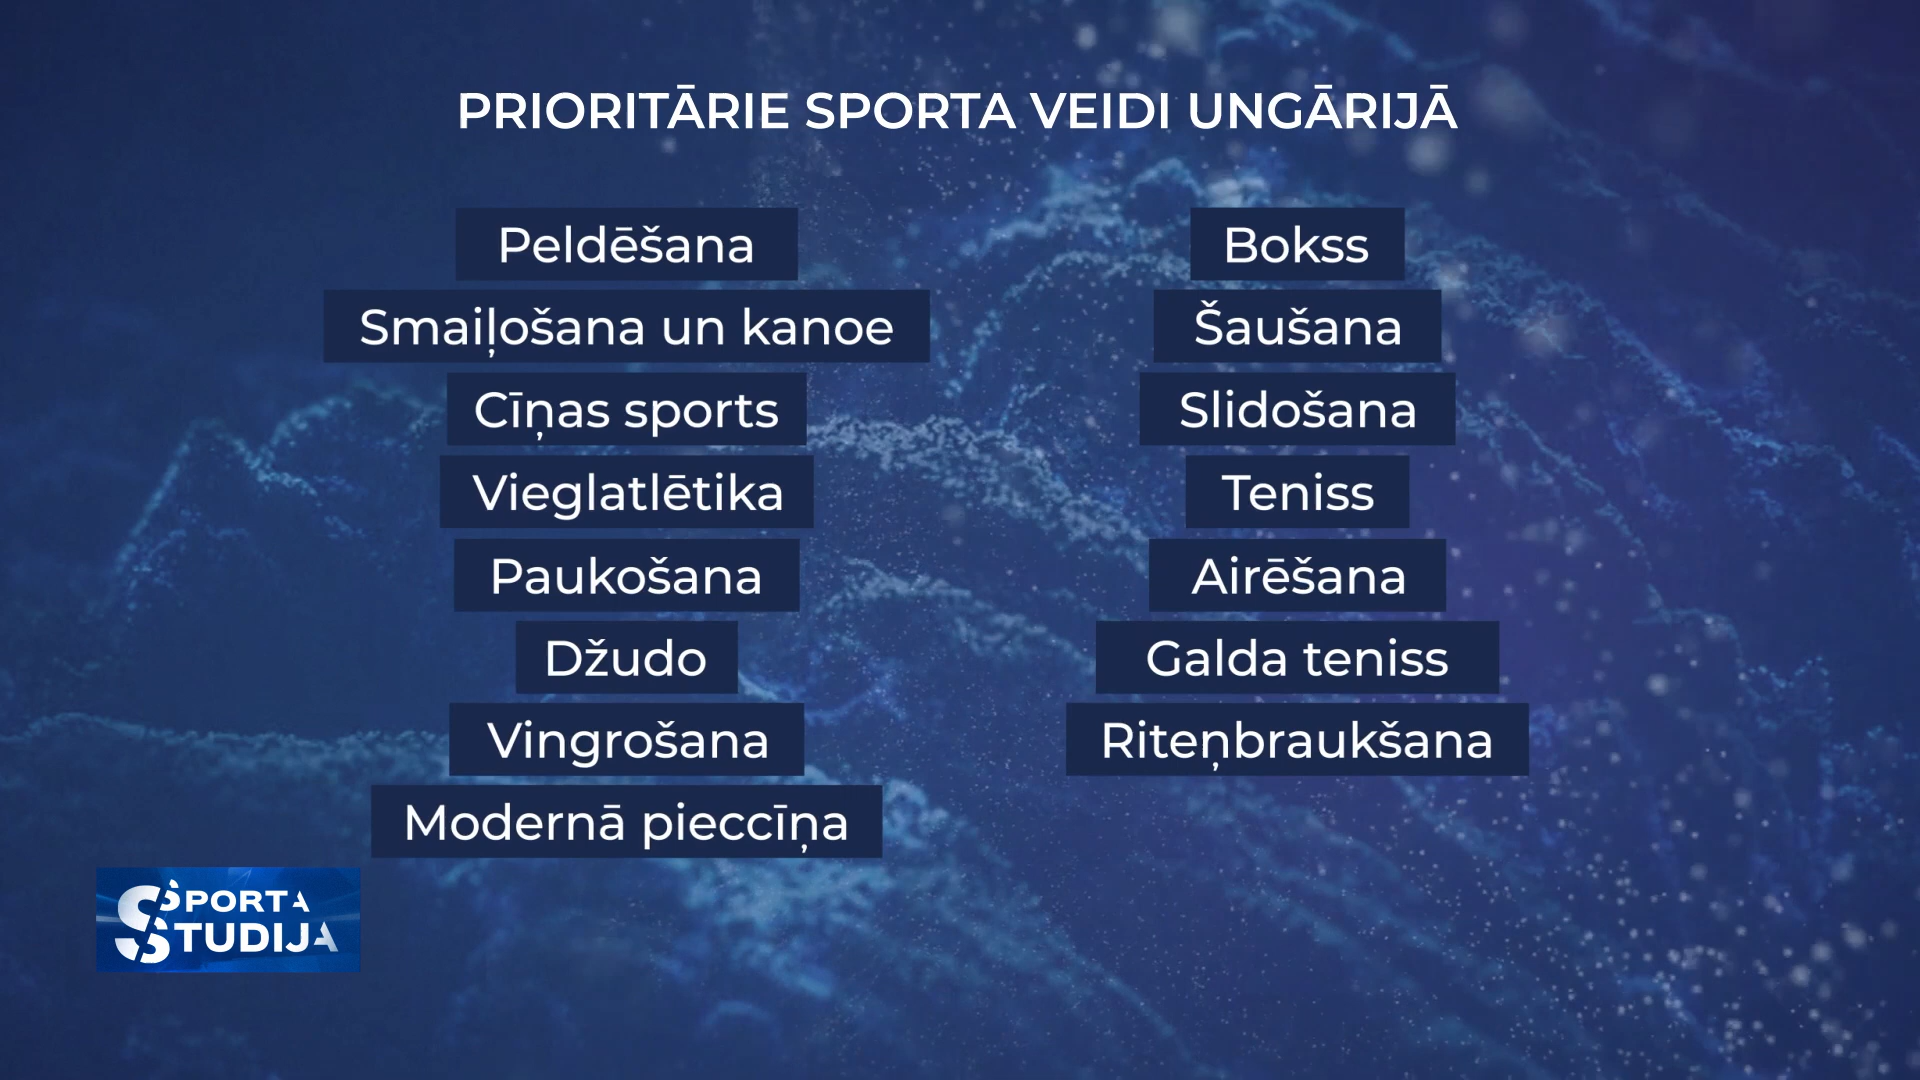 PRIORITĀRIE SPORTA VEIDI UNGĀRIJĀ
Peldēšana
Smaiļošana un kanoe
Cīņas sports
Vieglatlētika
Paukošana
Džudo
Vingrošana
Modernā pieccīņa
Bokss
Šaušana
Slidošana
Teniss
Airēšana
Galda teniss
Riteņbraukšana
SPORTA
STUDIJA